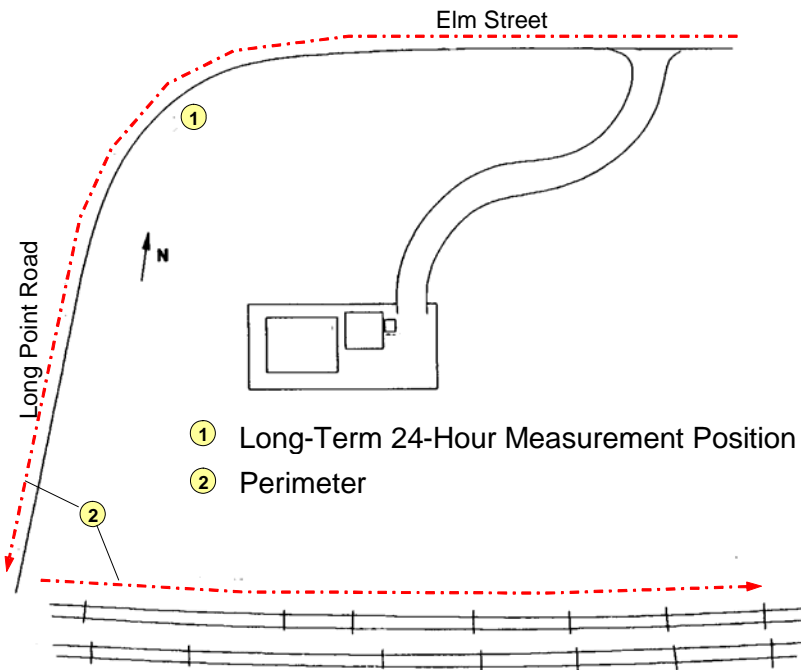 Elm Street
1
Long Point Road
N
1 Long-Term 24-Hour Measurement Position
2 Perimeter
2